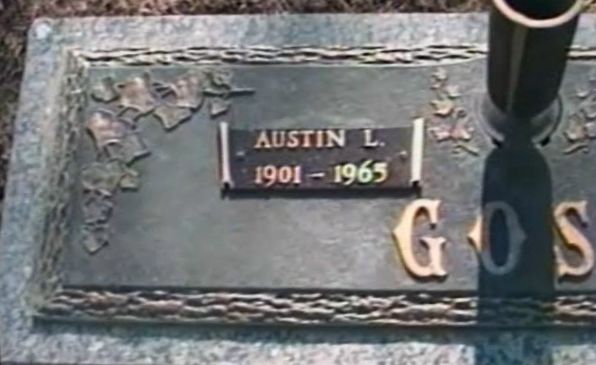 AUSTIN L.
1901 – 1965
GOS